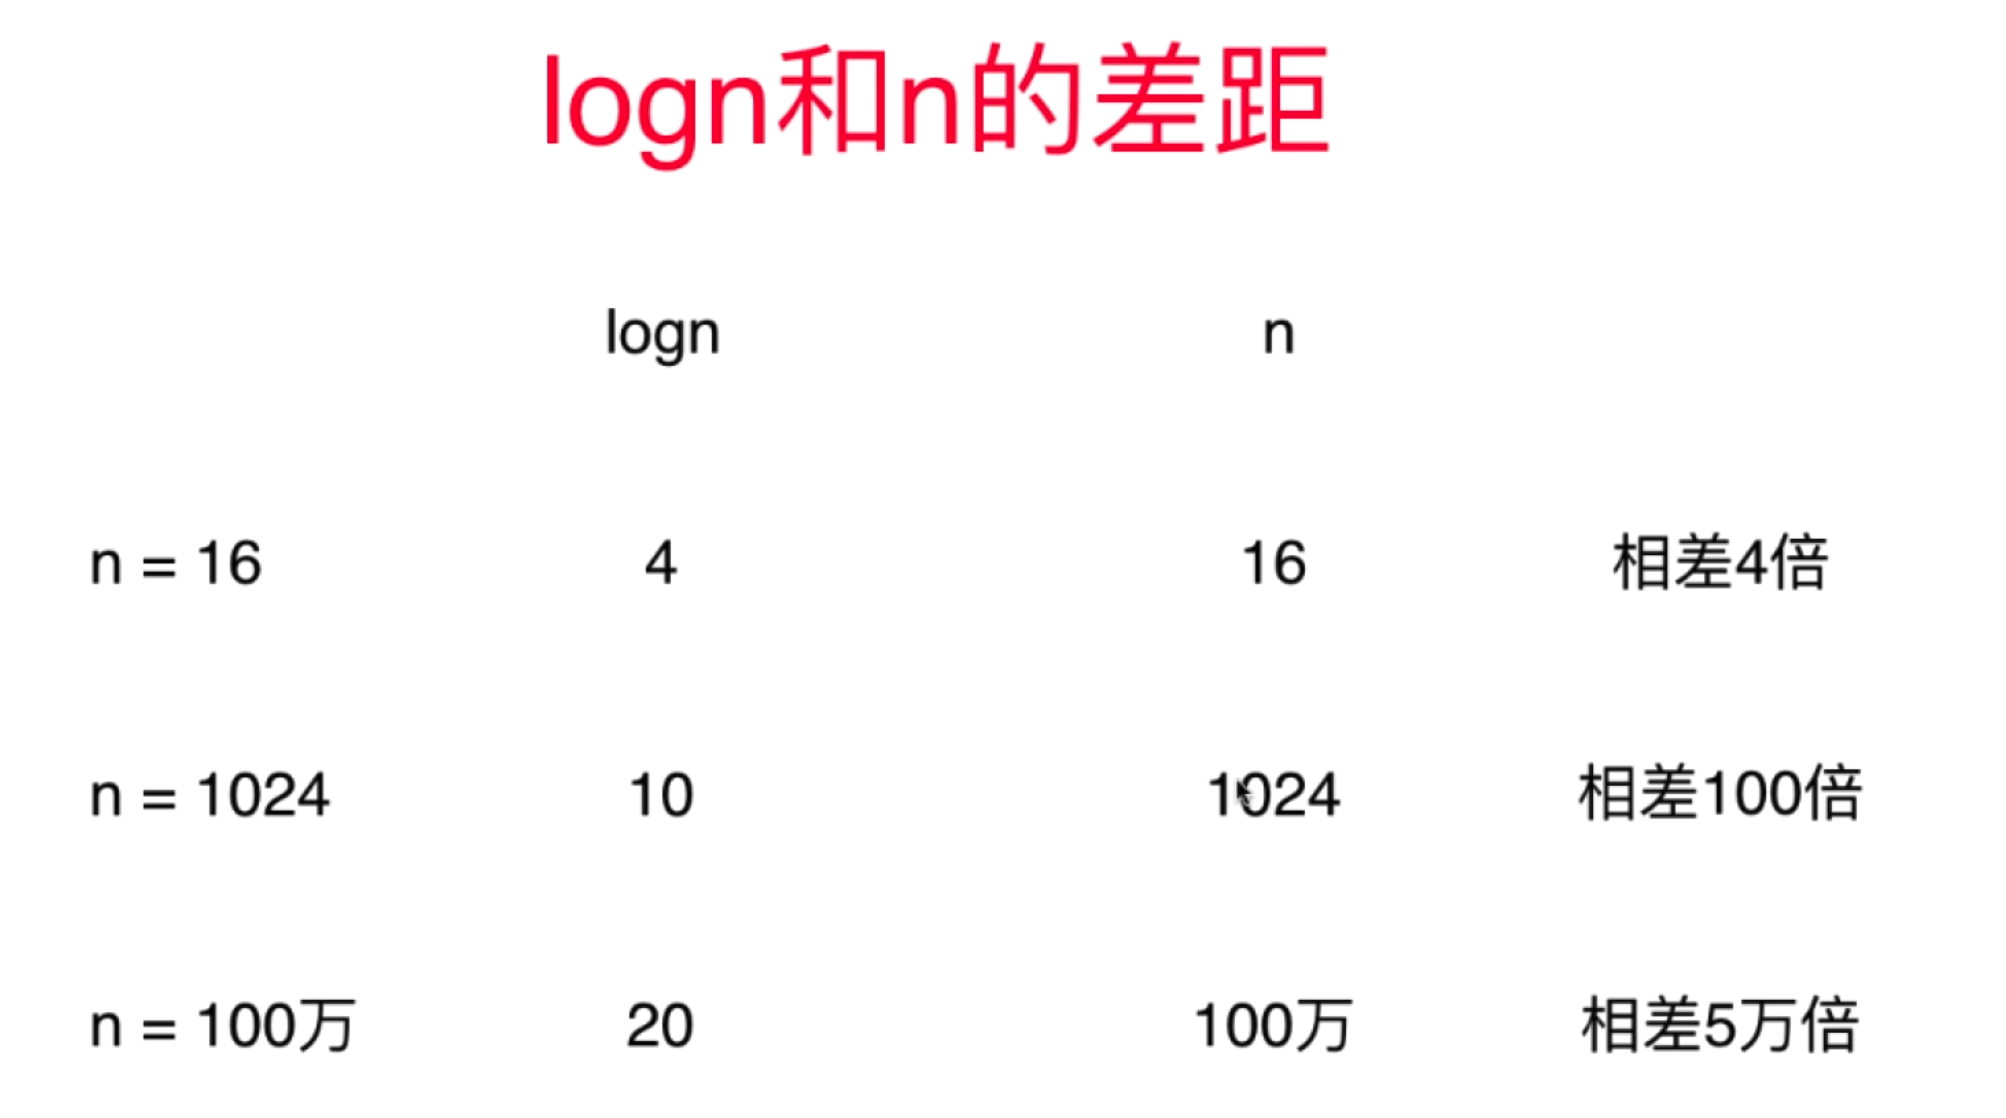 logn和n的差距
logn n
n = 16 4 16 相差4倍
n = 1024 10 1024 相差100倍
n = 100万 20 100万 相差5万倍